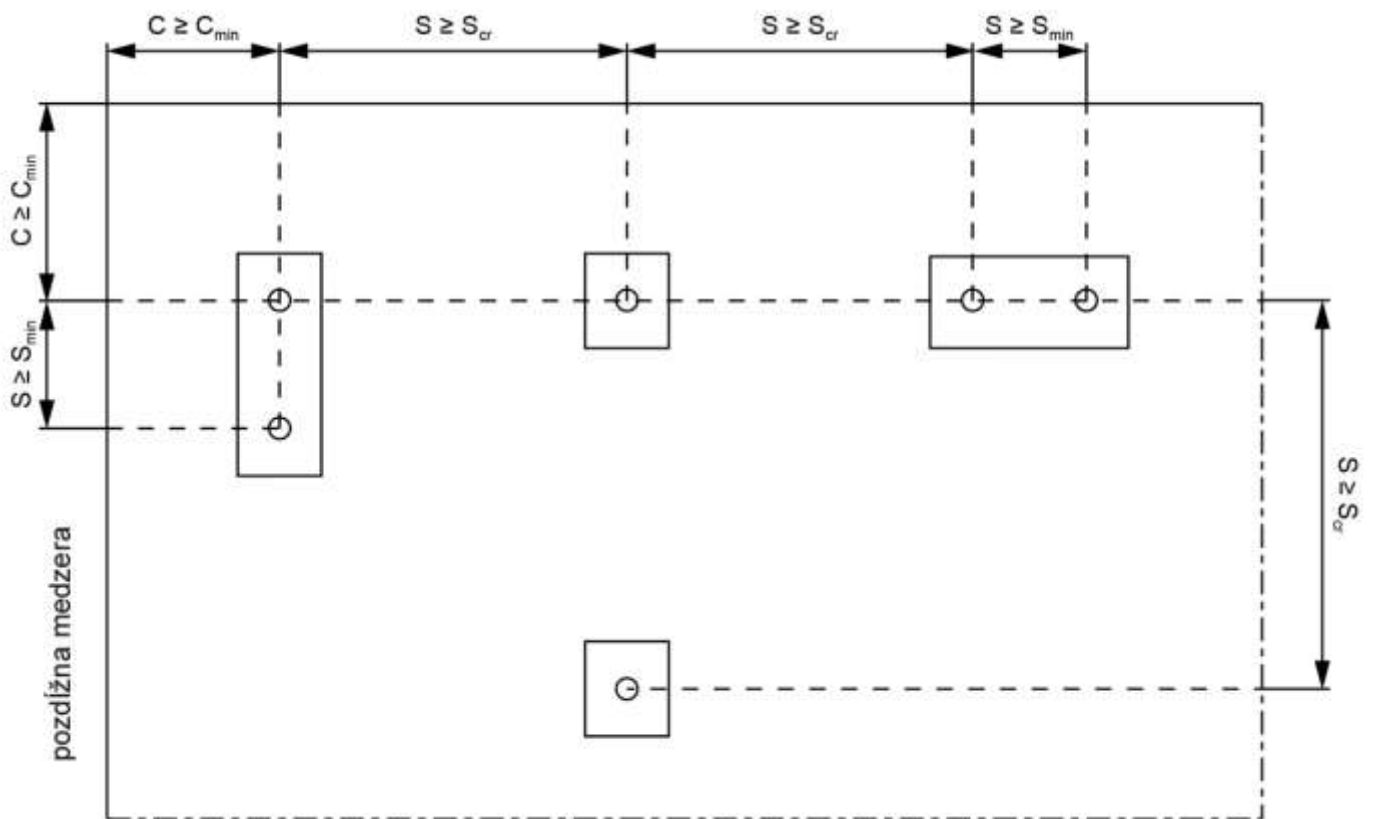 C ≥ Cmin
S ≥ Scr
S ≥ Scr
S ≥ Smin
C ≥ Cmin
S ≥ Smin
S ≥ Scr
pozdĺžna medzera